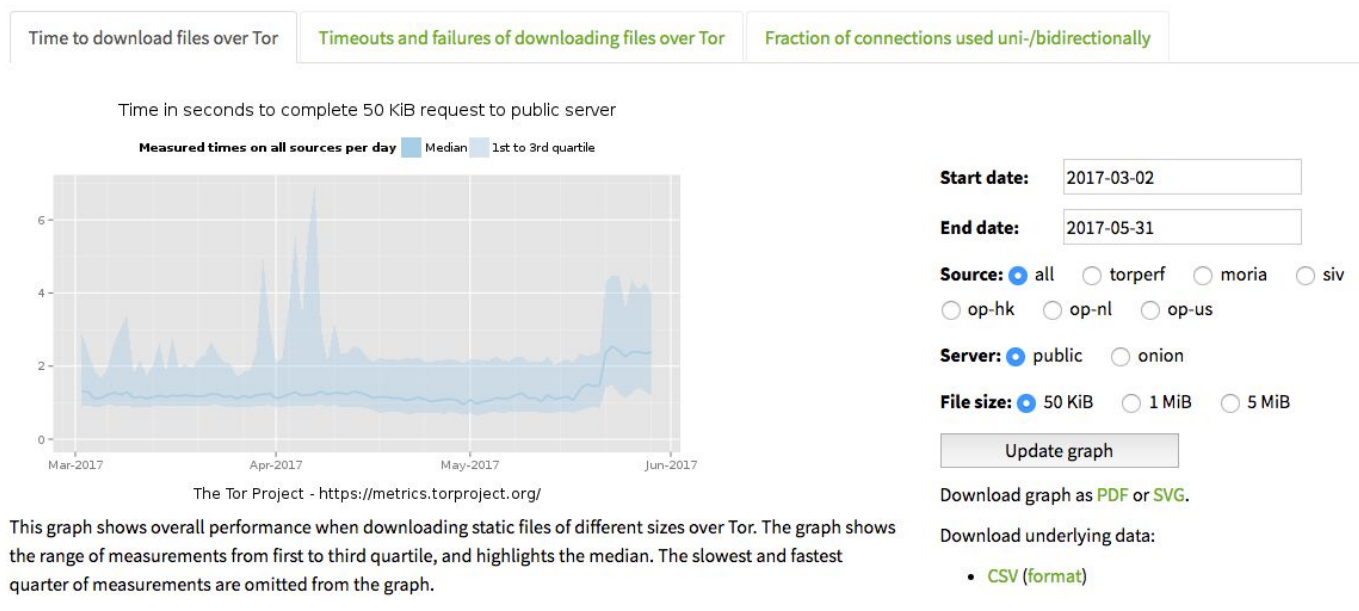 Time to download files over Tor
Timeouts and failures of downloading files over Tor
Fraction of connections used uni-/bidirectionally
Time in seconds to complete 50 KiB request to public server
Measured times on all sources per day Median 1st to 3rd quartile
6
4
2
0
Mar-2017 Apr-2017 May-2017 Jun-2017
The Tor Project - https://metrics.torproject.org/
This graph shows overall performance when downloading static files of different sizes over Tor. The graph shows
the range of measurements from first to third quartile, and highlights the median. The slowest and fastest
quarter of measurements are omitted from the graph.
Start date: 2017-03-02
End date: 2017-05-31
Source: all torperf moria siv
op-hk op-nl op-us
Server: public onion
File size: 50 KiB 1 MiB 5 MiB
Update graph
Download graph as PDF or SVG.
Download underlying data:
• CSV (format)